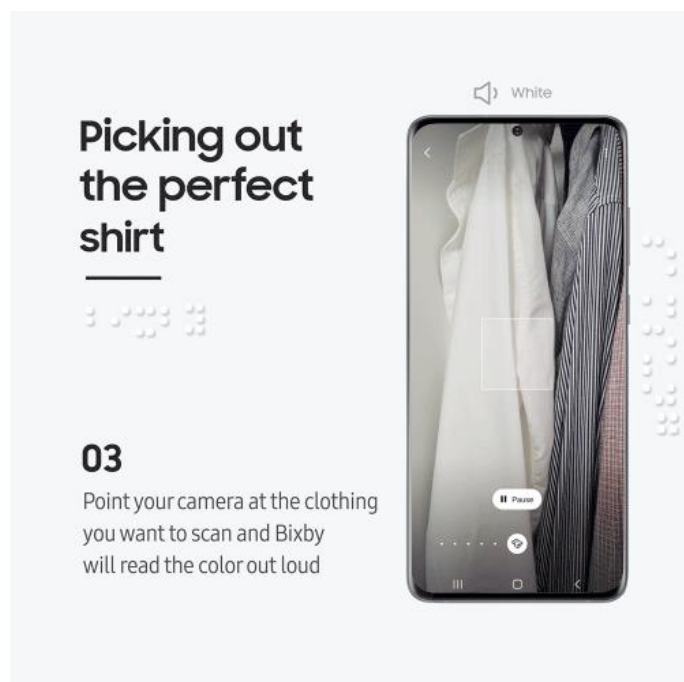 White
Picking out
the perfect
shirt
Pause
03
Point your camera at the clothing
you want to scan and Bixby
will read the color out loud